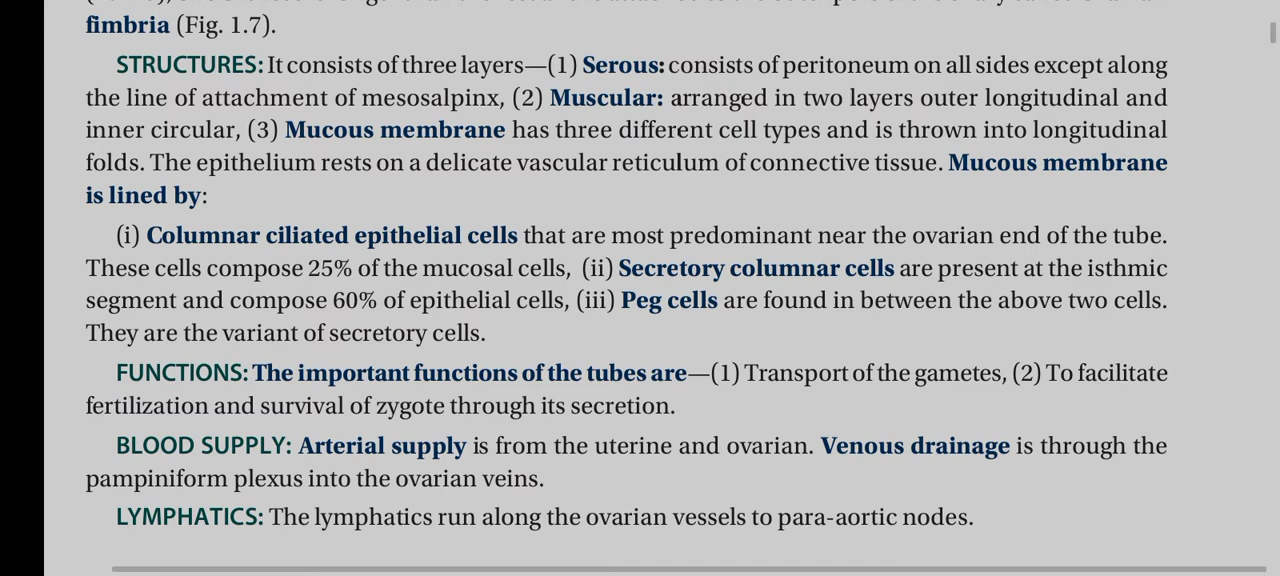 fimbria (Fig. 1.7).
STRUCTURES: It consists of three layers—(1) Serous: consists of peritoneum on all sides except along
the line of attachment of mesosalpinx, (2) Muscular: arranged in two layers outer longitudinal and
inner circular, (3) Mucous membrane has three different cell types and is thrown into longitudinal
folds. The epithelium rests on a delicate vascular reticulum of connective tissue. Mucous membrane
is lined by:
(i) Columnar ciliated epithelial cells that are most predominant near the ovarian end of the tube.
These cells compose 25% of the mucosal cells, (ii) Secretory columnar cells are present at the isthmic
segment and compose 60% of epithelial cells, (iii) Peg cells are found in between the above two cells.
They are the variant of secretory cells.
FUNCTIONS: The important functions of the tubes are—(1) Transport of the gametes, (2) To facilitate
fertilization and survival of zygote through its secretion.
BLOOD SUPPLY: Arterial supply is from the uterine and ovarian. Venous drainage is through the
pampiniform plexus into the ovarian veins.
LYMPHATICS: The lymphatics run along the ovarian vessels to para-aortic nodes.